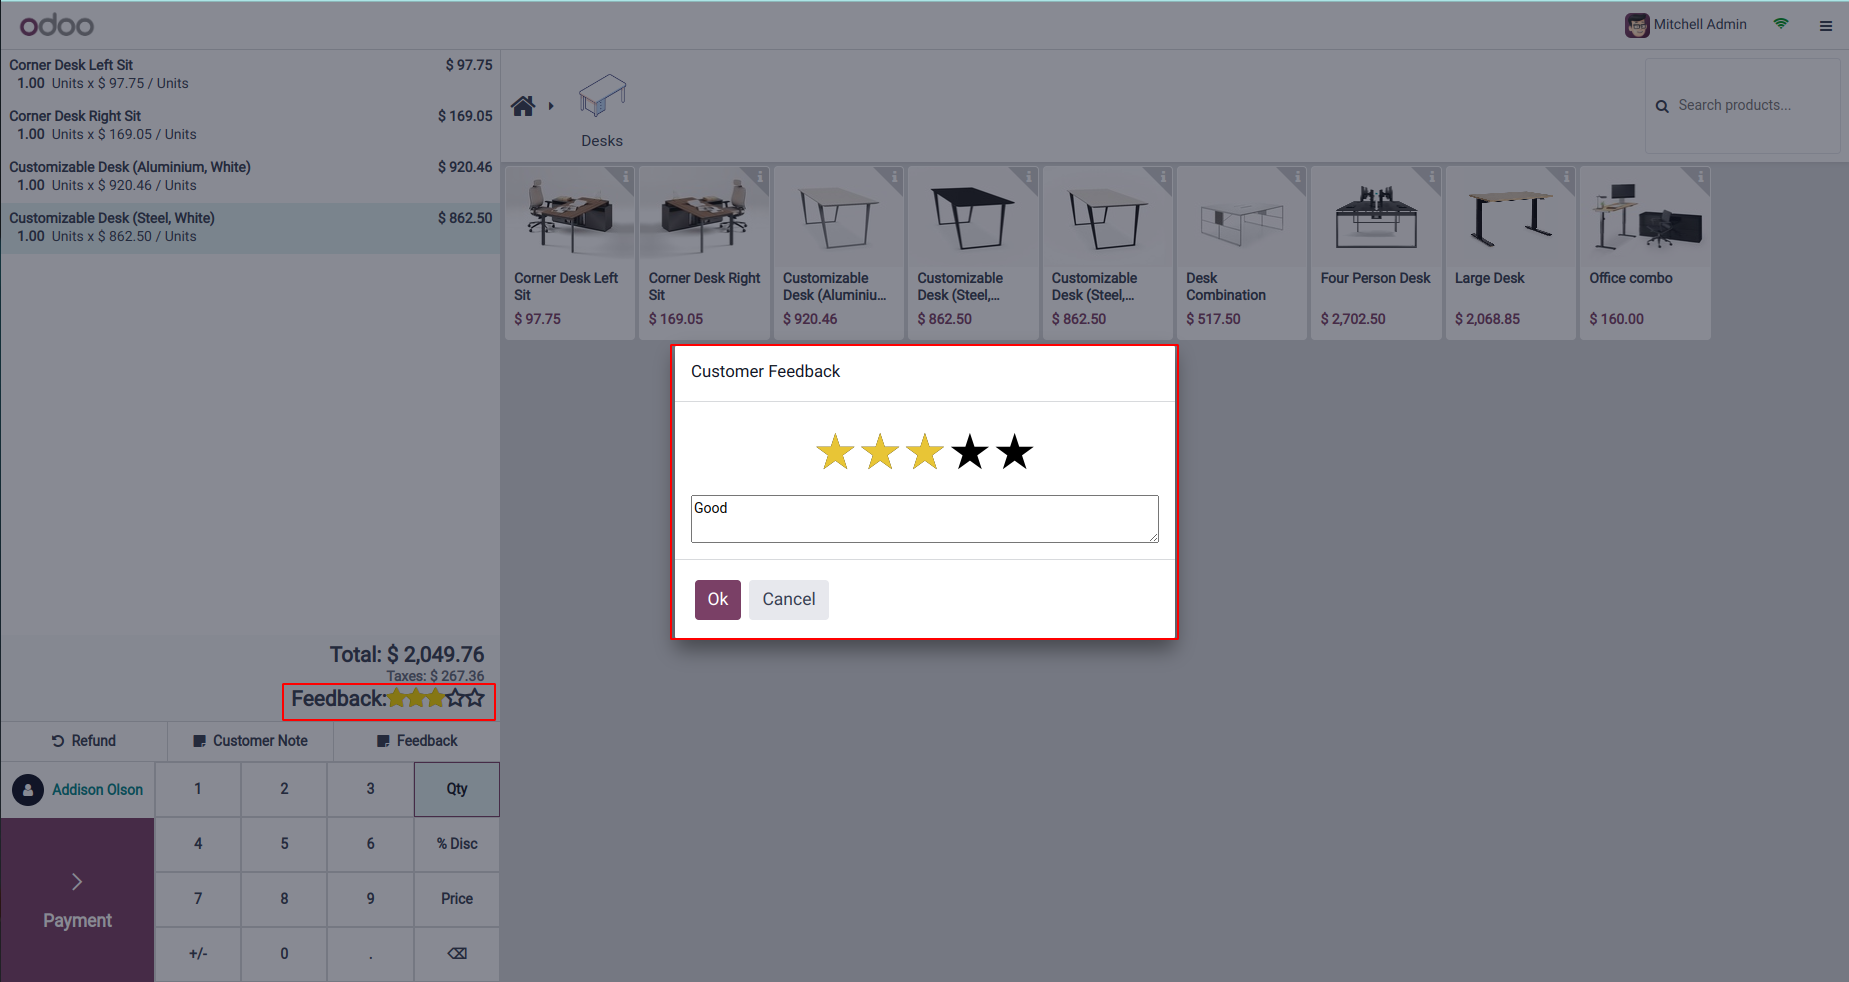 odoo
Mitchell Admin
Corner Desk Left Sit $ 97.75
1.00 Units x $ 97.75 / Units
Corner Desk Right Sit $ 169.05
1.00 Units x $ 169.05 / Units
Customizable Desk (Aluminium, White) $ 920.46
1.00 Units x $ 920.46 / Units
Customizable Desk (Steel, White) $ 862.50
1.00 Units x $ 862.50 / Units
Total: $ 2,049.76
Taxes: $ 267.36
Feedback:
Refund
Customer Note
Feedback
Addison Olson
Payment
1 2 3 Qty
4 5 6 % Disc
7 8 9 Price
+/- 0 .
Desks
Search products...
Corner Desk Left
Sit
$ 97.75
Corner Desk Right
Sit
$ 169.05
Customizable
Desk (Aluminiu...
$ 920.46
Customizable
Desk (Steel,...
$ 862.50
Customizable
Desk (Steel,...
$ 862.50
Desk
Combination
$ 517.50
Four Person Desk
$ 2,702.50
Large Desk
$ 2,068.85
Office combo
$ 160.00
Customer Feedback
Good
Ok
Cancel